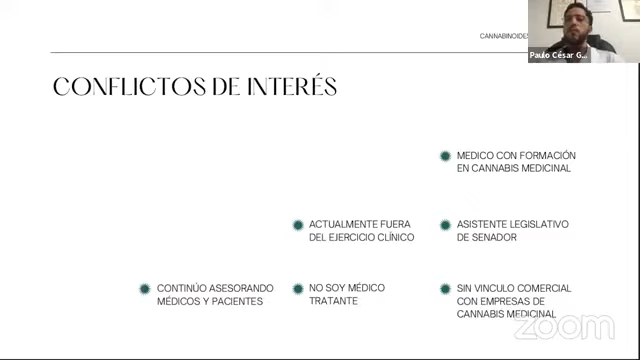 CANNABINOIDES
Paulo César G...
CONFLICTOS DE INTERÉS
MEDICO CON FORMACIÓN
EN CANNABIS MEDICINAL
ACTUALMENTE FUERA
DEL EJERCICIO CLÍNICO
ASISTENTE LEGISLATIVO
DE SENADOR
CONTINÚO ASESORANDO
MÉDICOS Y PACIENTES
NO SOY MÉDICO
TRATANTE
SIN VINCULO COMERCIAL
CON EMPRESAS DE
CANNABIS MEDICINAL
zoom